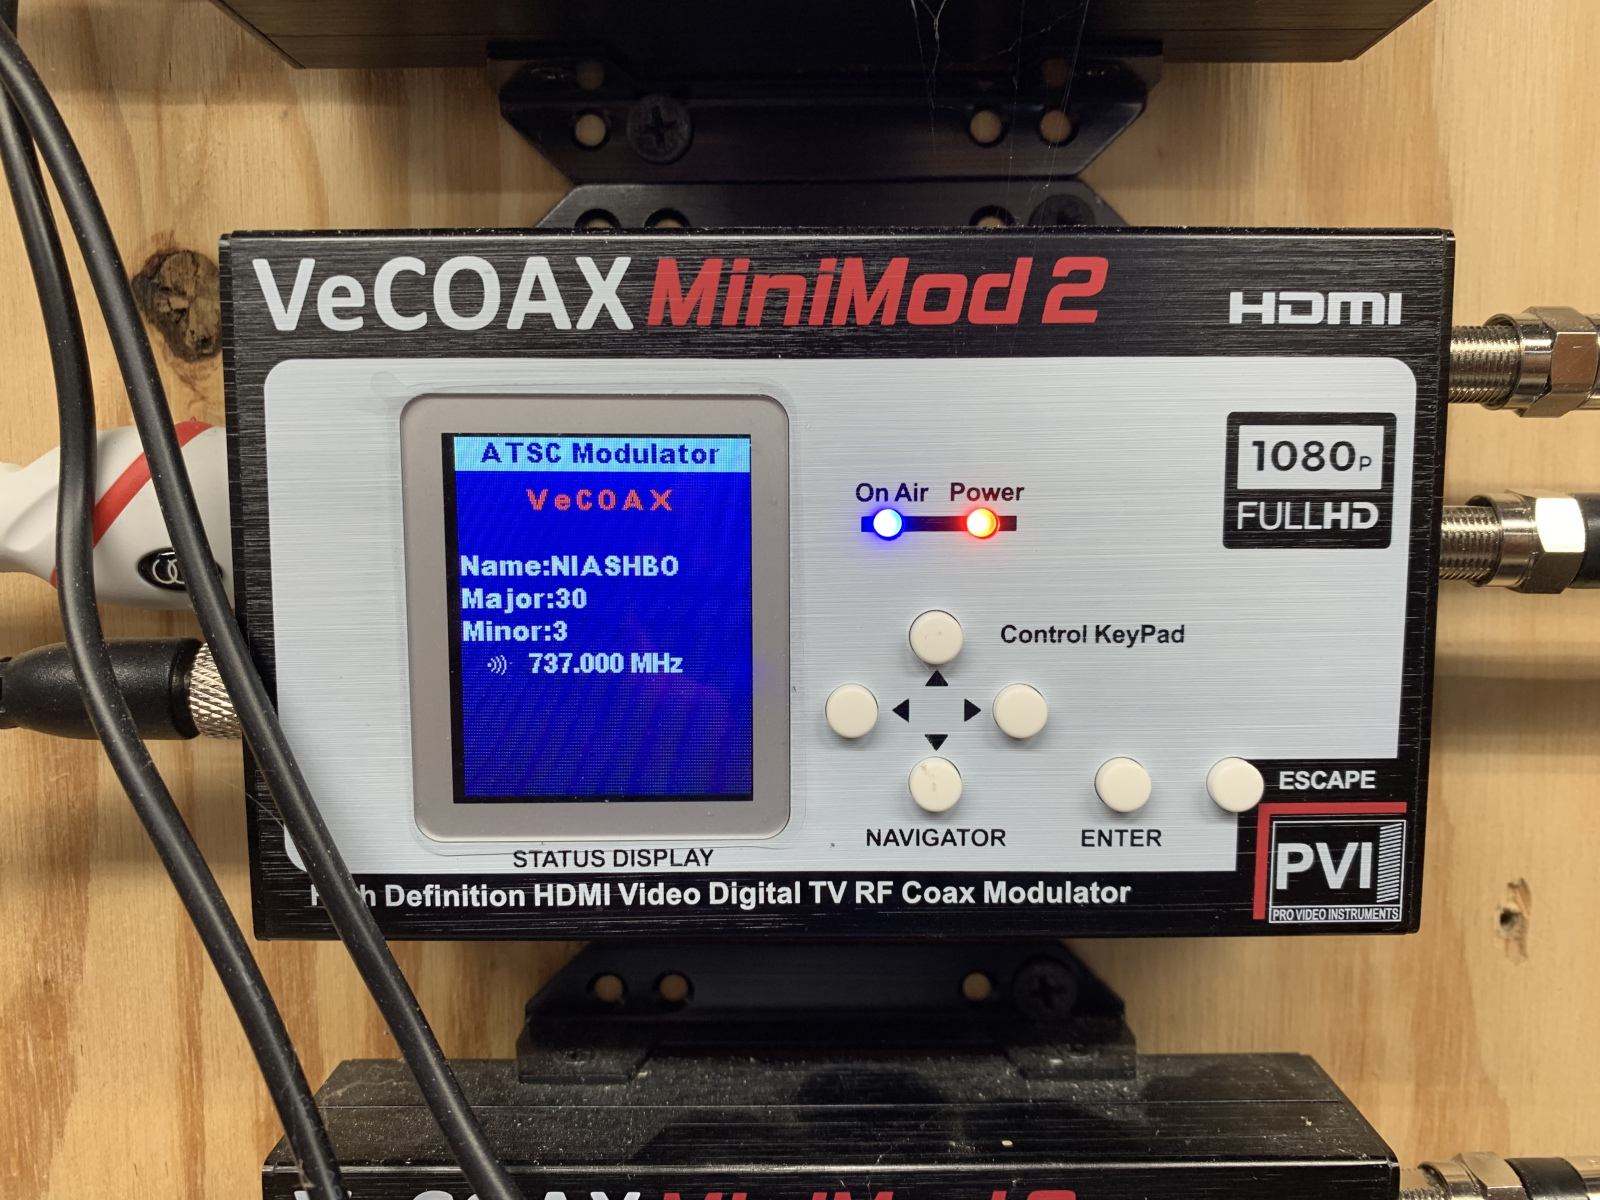 VeCOAX MiniMod 2
HDMI
ATSC Modulator
VeCOAX
Name:NIASHBO
Major:30
Minor:3
737.000 MHz
On Air Power
1080P
FULLHD
Control KeyPad
NAVIGATOR
ENTER
ESCAPE
STATUS DISPLAY
Definition HDMI Video Digital TV RF Coax Modulator
PVI
PRO VIDEO INSTRUMENTS